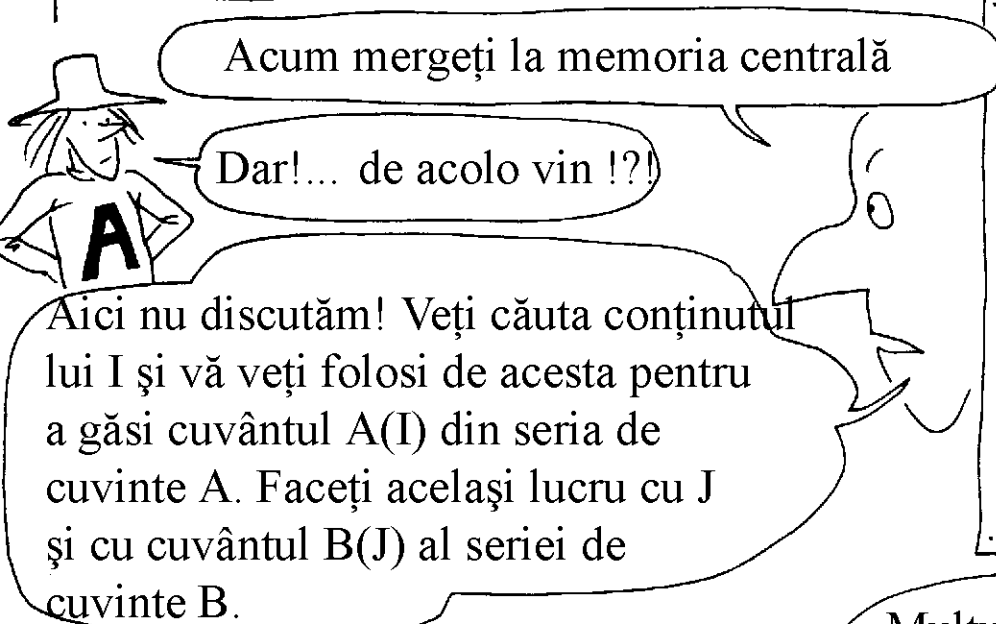 Acum mergeți la memoria centrală
Dar!... de acolo vin !?!
A
Aici nu discutăm! Veți căuta conținutul
lui I şi vă veți folosi de acesta pentru
a găsi cuvântul A(I) din seria de
cuvinte A. Faceți acelaşi lucru cu J
şi cu cuvântul B(J) al seriei de
cuvinte B.